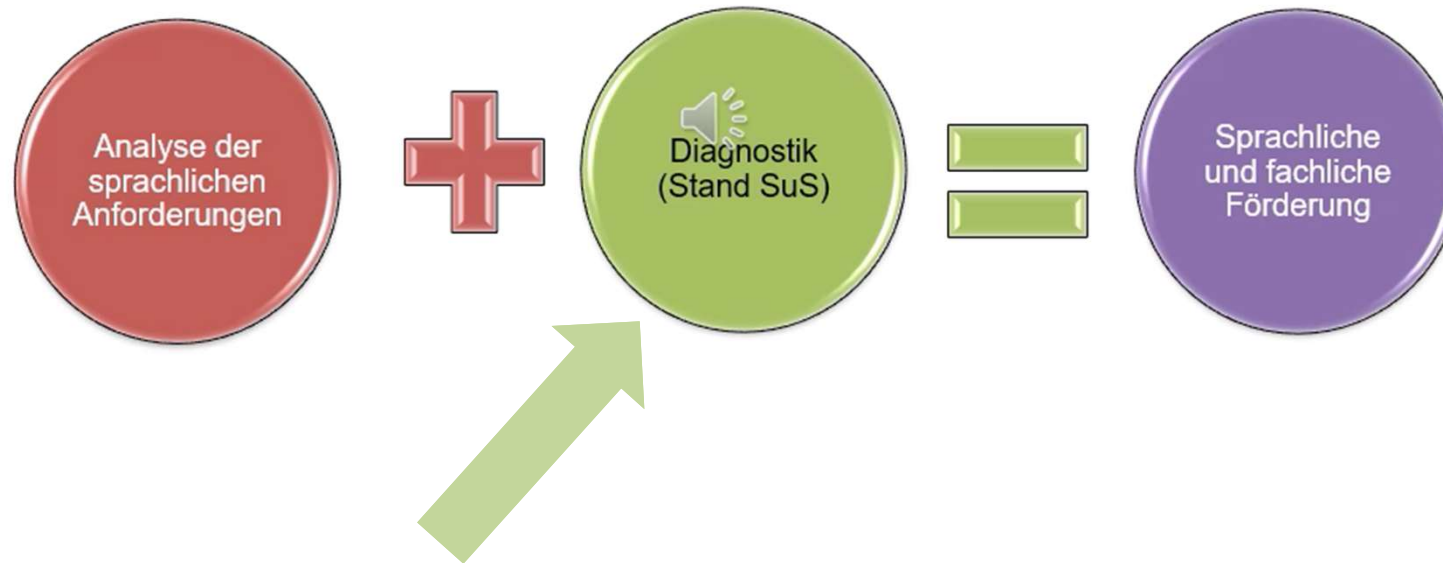 Analyse der
sprachlichen
Anforderungen
Diagnostik
(Stand SuS)
Sprachliche
und fachliche
Förderung